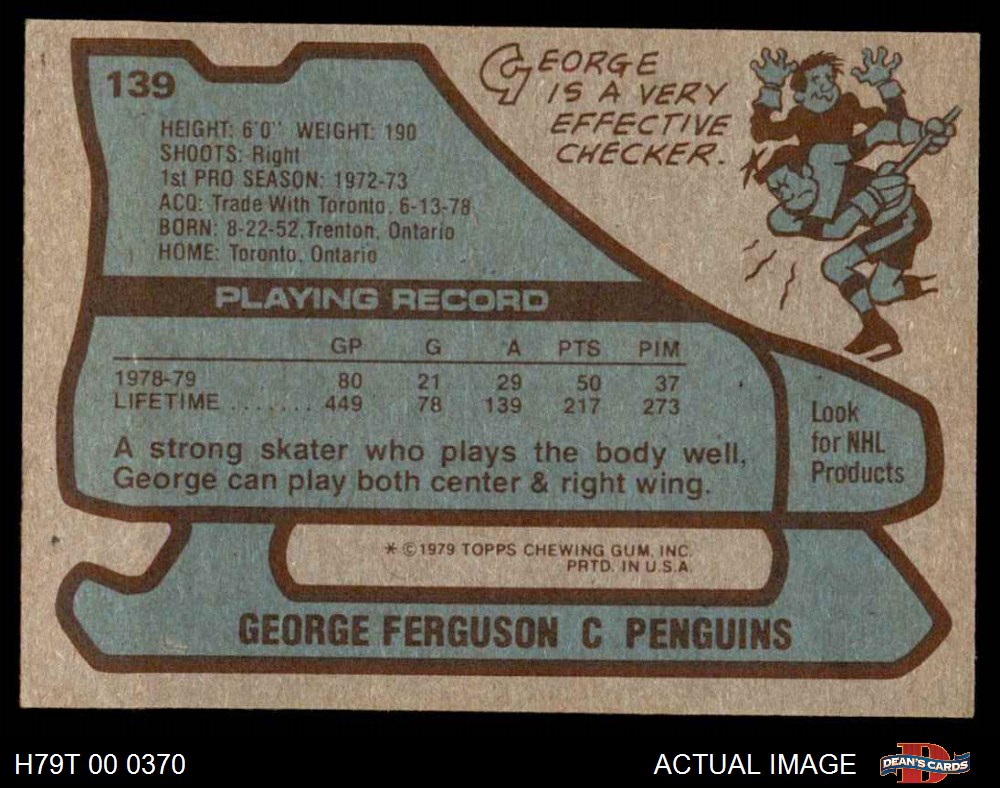 139
GEORGE
IS A VERY
EFFECTIVE
CHECKER.
HEIGHT: 6'0" WEIGHT: 190
SHOOTS: Right
1st PRO SEASON: 1972-73
ACQ: Trade With Toronto, 6-13-78
BORN: 8-22-52, Trenton, Ontario
HOME: Toronto, Ontario
PLAYING RECORD
GP G A PTS PIM
1978-79 80 21 29 50 37
LIFETIME ....... 449 78 139 217 273
A strong skater who plays the body well,
George can play both center & right wing.
Look
for NHL
Products
* © 1979 TOPPS CHEWING GUM, INC.
PRTD. IN U.S.A.
GEORGE FERGUSON C PENGUINS
H79T 00 0370
ACTUAL IMAGE
D
DEAN'S CARDS